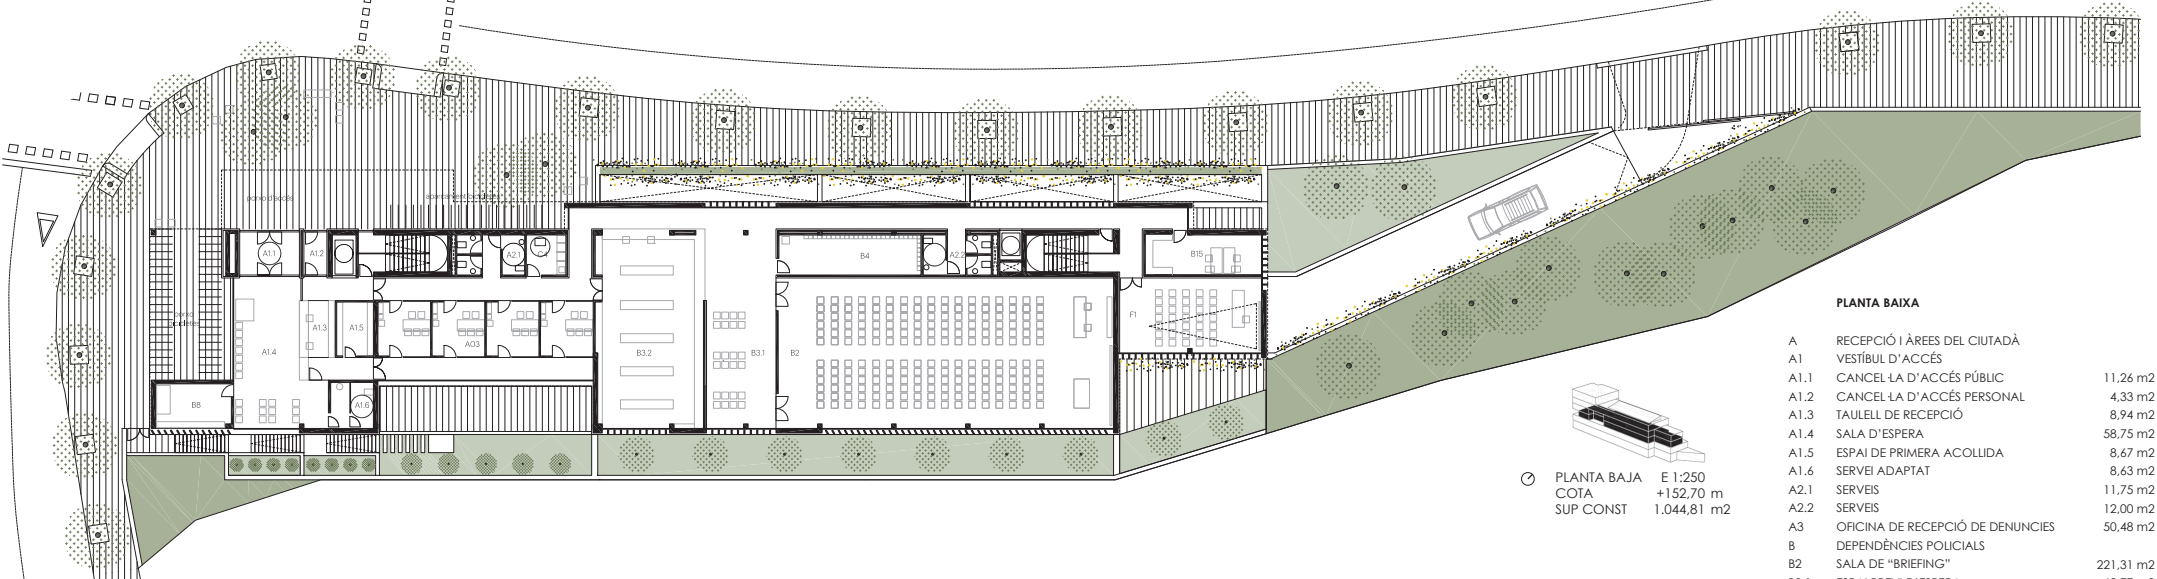 porxo d'accés
aparcament bicicletes
A1.1
A1.2
A2.1
B4
A2.2
B15
porxo
bicicletes
A1.3
A1.5
A03
A1.4
B3.2
B3.1
B2
F1
B8
A1.6
PLANTA BAJA E 1:250
COTA +152,70 m
SUP CONST 1.044,81 m2
PLANTA BAIXA
A RECEPCIÓ I ÀREES DEL CIUTADÀ
A1 VESTÍBUL D'ACCÉS
A1.1 CANCEL·LA D'ACCÉS PÚBLIC 11,26 m2
A1.2 CANCEL·LA D'ACCÉS PERSONAL 4,33 m2
A1.3 TAULELL DE RECEPCIÓ 8,94 m2
A1.4 SALA D'ESPERA 58,75 m2
A1.5 ESPAI DE PRIMERA ACOLLIDA 8,67 m2
A1.6 SERVEI ADAPTAT 8,63 m2
A2.1 SERVEIS 11,75 m2
A2.2 SERVEIS 12,00 m2
A3 OFICINA DE RECEPCIÓ DE DENUNCIES 50,48 m2
B DEPENDÈNCIES POLICIALS
B2 SALA DE "BRIEFING" 221,31 m2